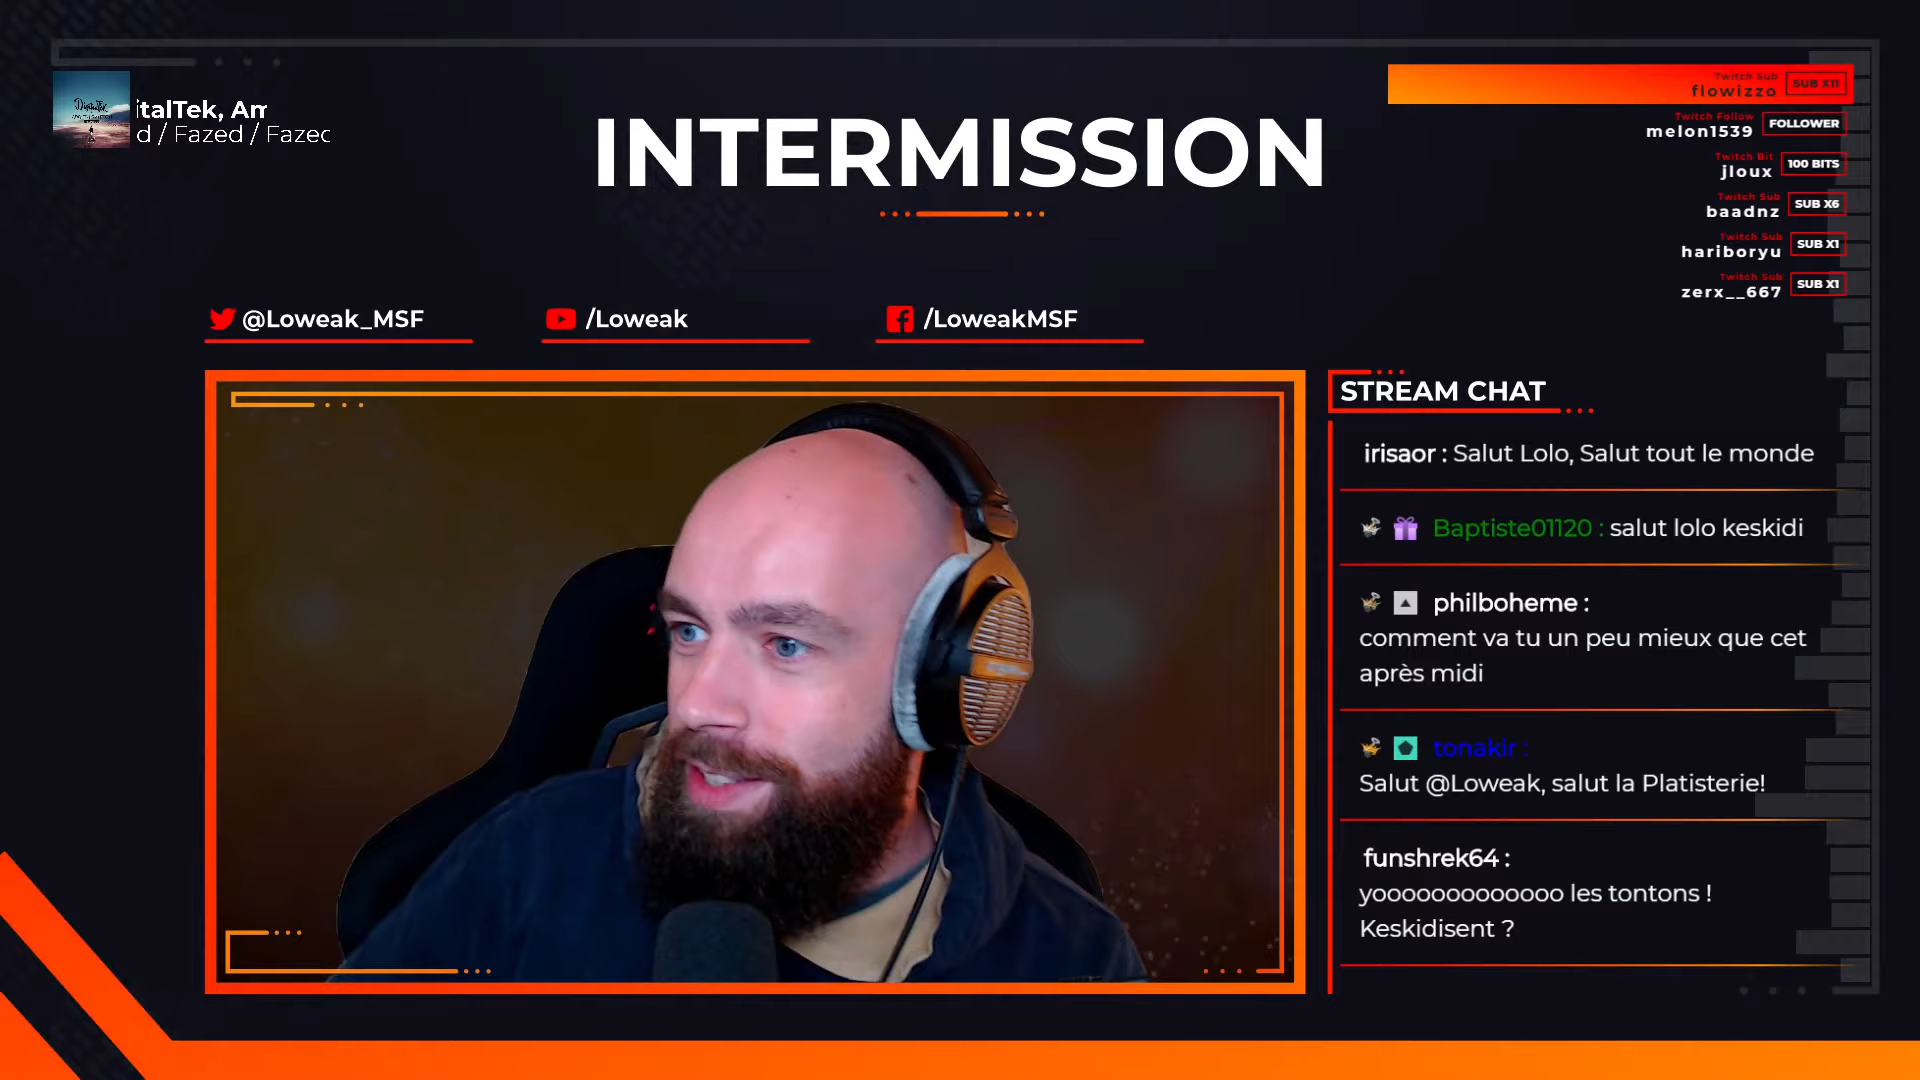 italTek, Am
d / Fazed / Fazed
INTERMISSION
Twitch Sub
flowizzo SUB X11
Twitch Follow
melon1539 FOLLOWER
Twitch Bit
jloux 100 BITS
Twitch Sub
baadnz SUB X6
Twitch Sub
hariboryu SUB X1
Twitch Sub
zerx__667 SUB X1
@Loweak_MSF
/Loweak
/LoweakMSF
STREAM CHAT
irisaor : Salut Lolo, Salut tout le monde
Baptiste01120 : salut lolo keskidi
philboheme :
comment va tu un peu mieux que cet
après midi
tonakir :
Salut @Loweak, salut la Platisterie!
funshrek64 :
yooooooooooooo les tontons !
Keskidisent ?